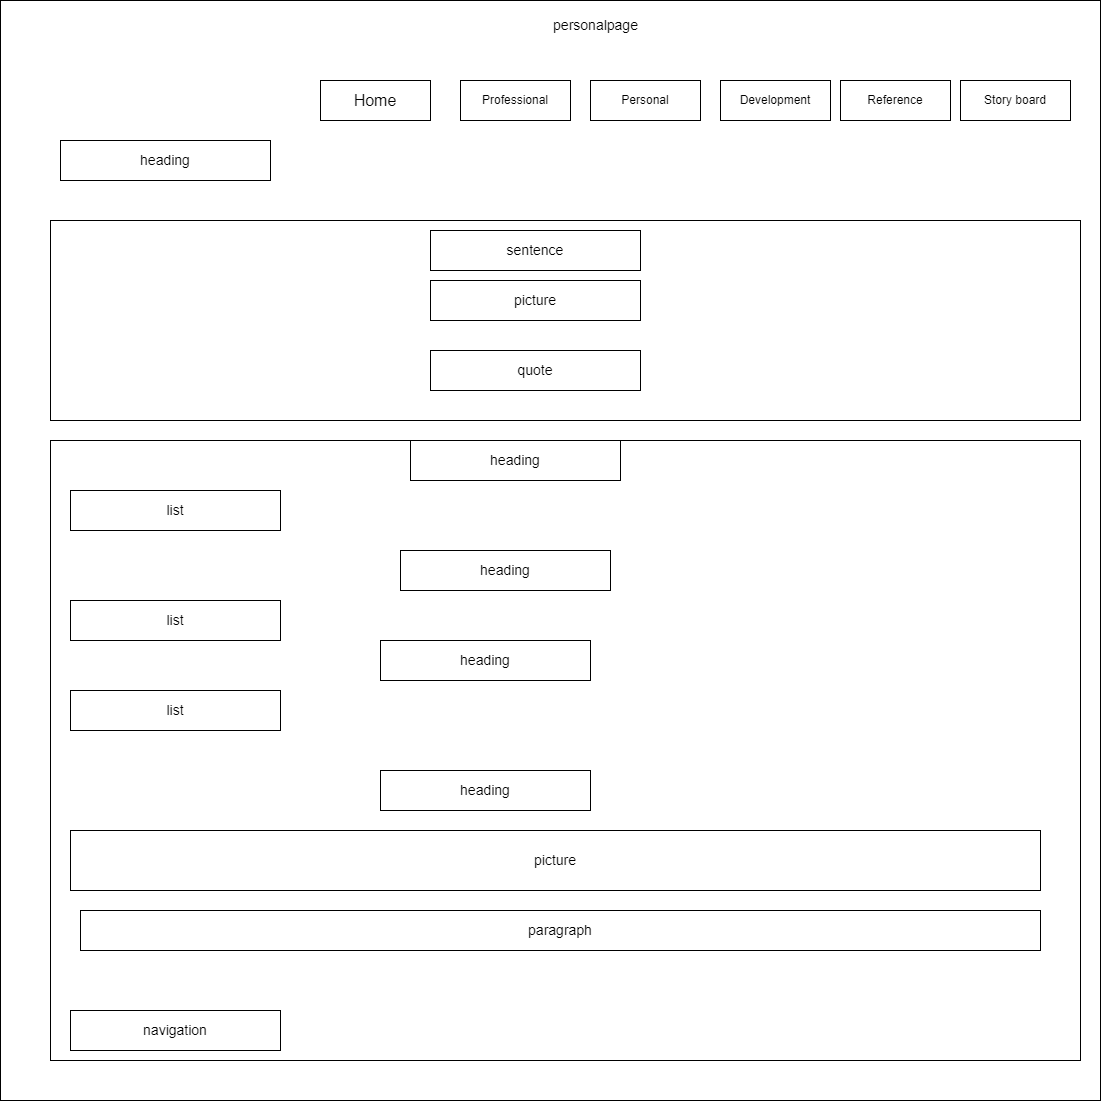 personalpage
Home
Professional
Personal
Development
Reference
Story board
heading
sentence
picture
quote
heading
list
heading
list
heading
list
heading
picture
paragraph
navigation